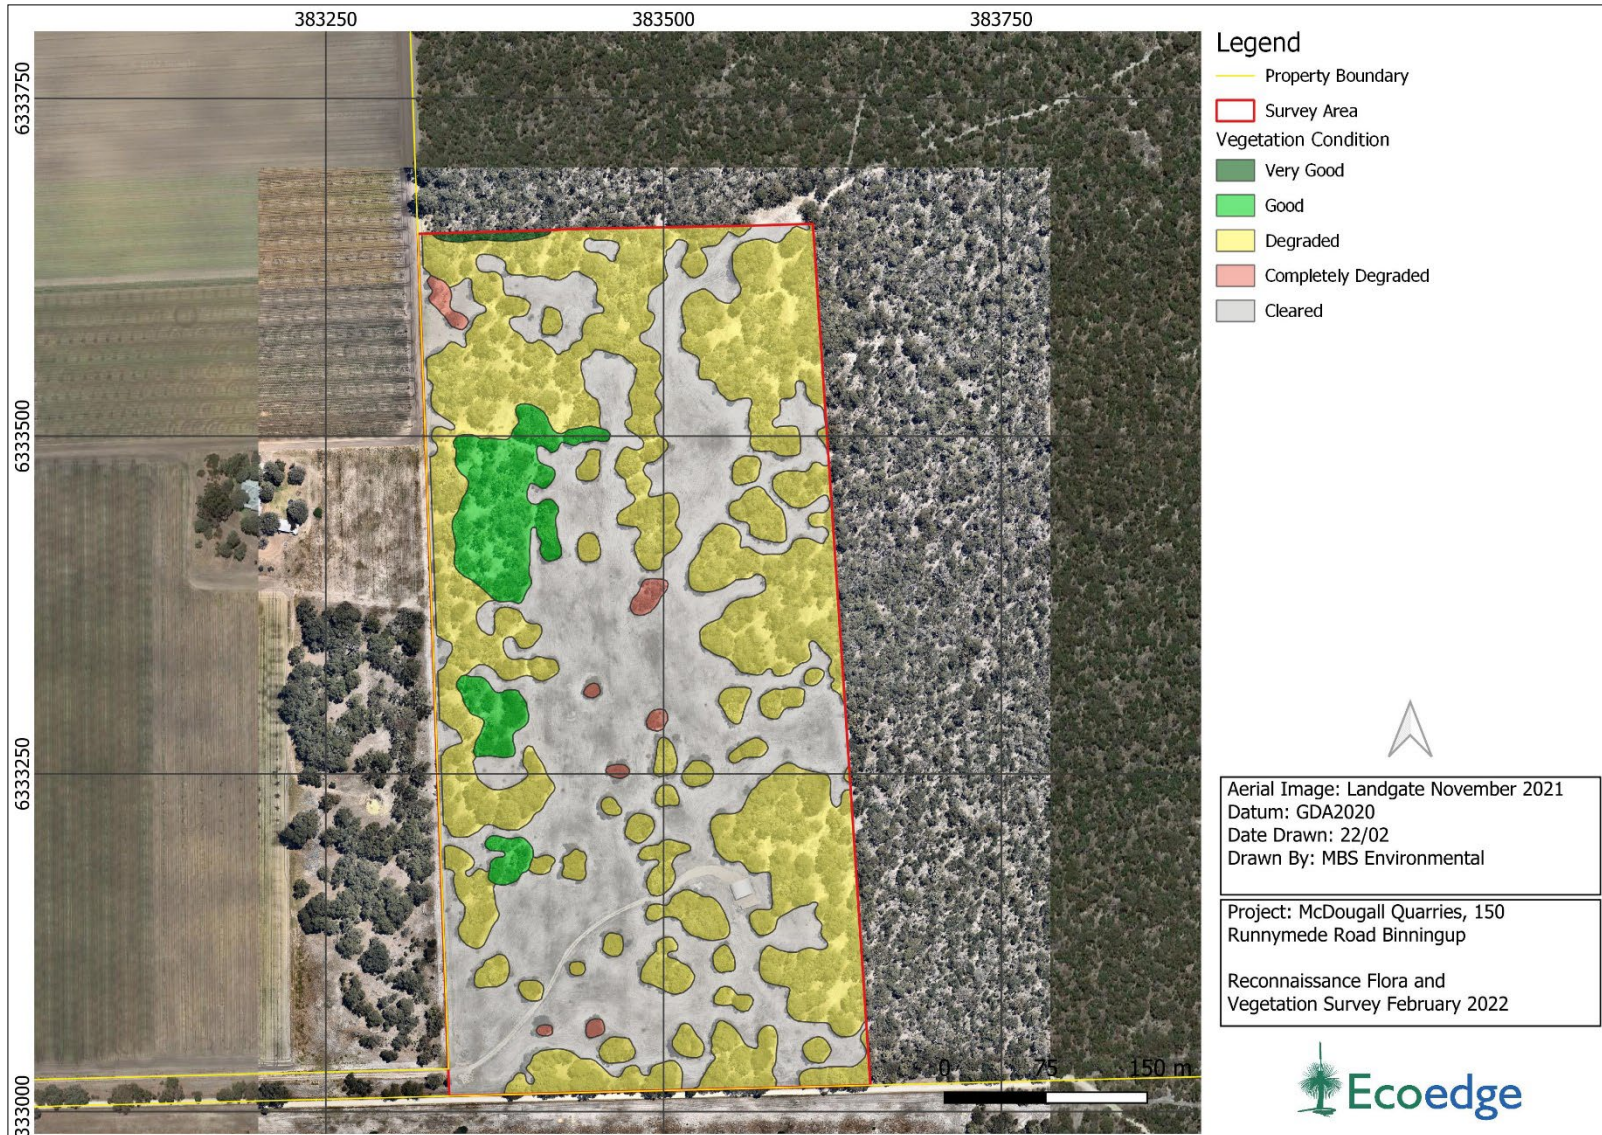 383250
383500
383750
6333750
6333500
6333250
333000
Legend
Property Boundary
Survey Area
Vegetation Condition
Very Good
Good
Degraded
Completely Degraded
Cleared
0 75 150 m
Aerial Image: Landgate November 2021
Datum: GDA2020
Date Drawn: 22/02
Drawn By: MBS Environmental
Project: McDougall Quarries, 150
Runnymede Road Binningup
Reconnaissance Flora and
Vegetation Survey February 2022
Ecoedge